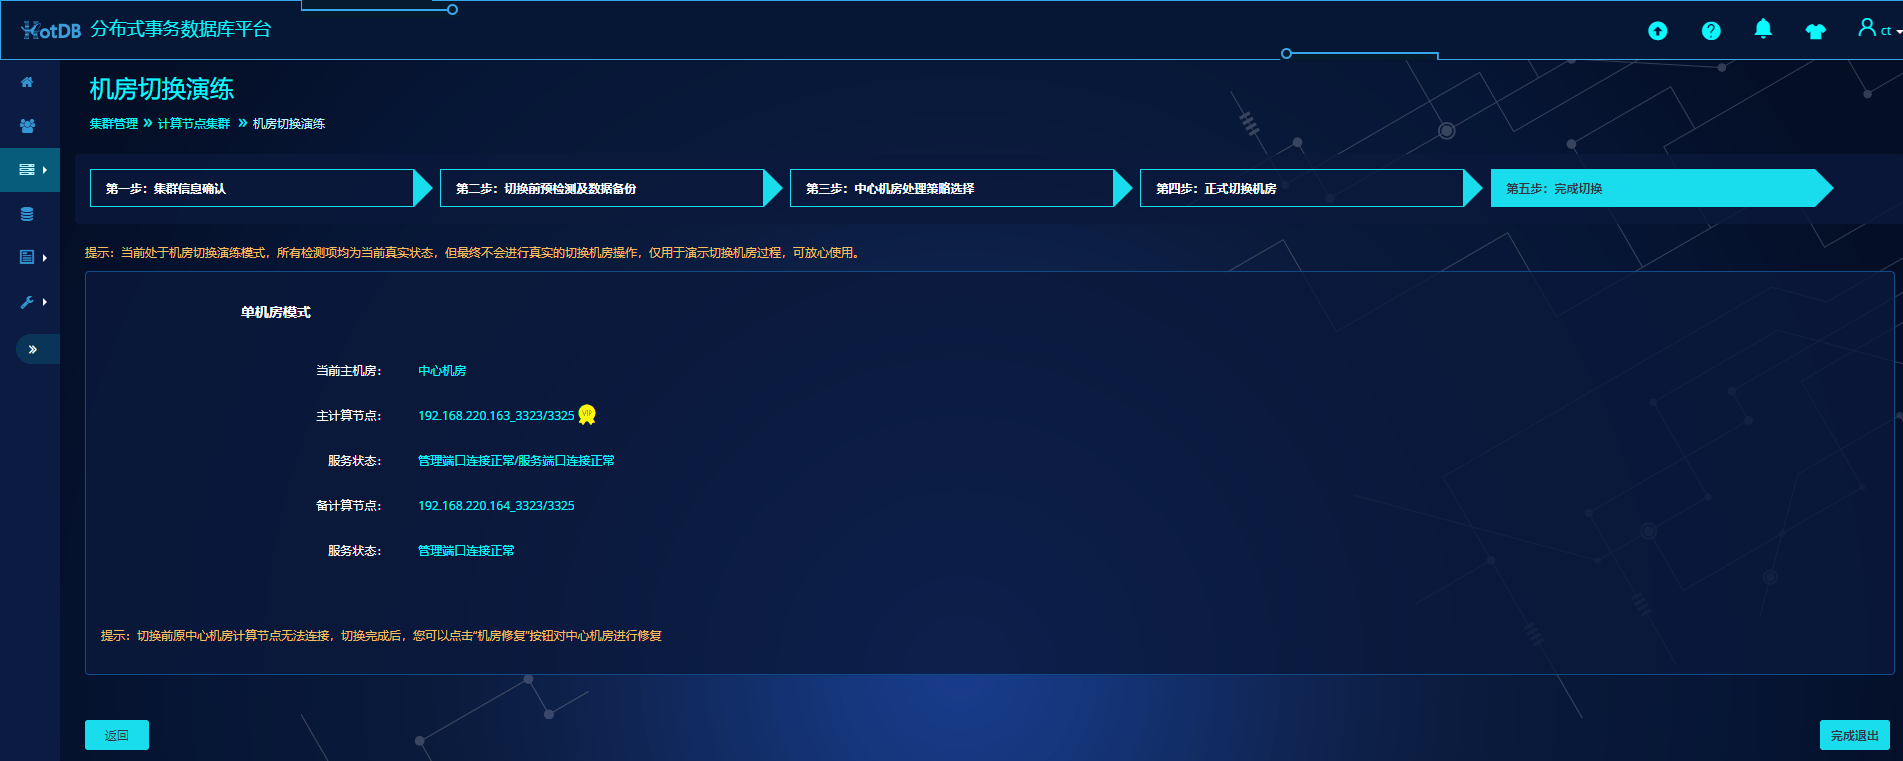 HotDB 分布式事务数据库平台
ct
机房切换演练
集群管理 » 计算节点集群 » 机房切换演练
第一步：集群信息确认
第二步：切换前预检测及数据备份
第三步：中心机房处理策略选择
第四步：正式切换机房
第五步：完成切换
提示：当前处于机房切换演练模式，所有检测项均为当前真实状态，但最终不会进行真实的切换机房操作，仅用于演示切换机房过程，可放心使用。
单机房模式
当前主机房： 中心机房
主计算节点： 192.168.220.163_3323/3325 VIP
服务状态： 管理端口连接正常/服务端口连接正常
备计算节点： 192.168.220.164_3323/3325
服务状态： 管理端口连接正常
提示：切换前原中心机房计算节点无法连接，切换完成后，您可以点击“机房修复”按钮对中心机房进行修复
返回
完成退出